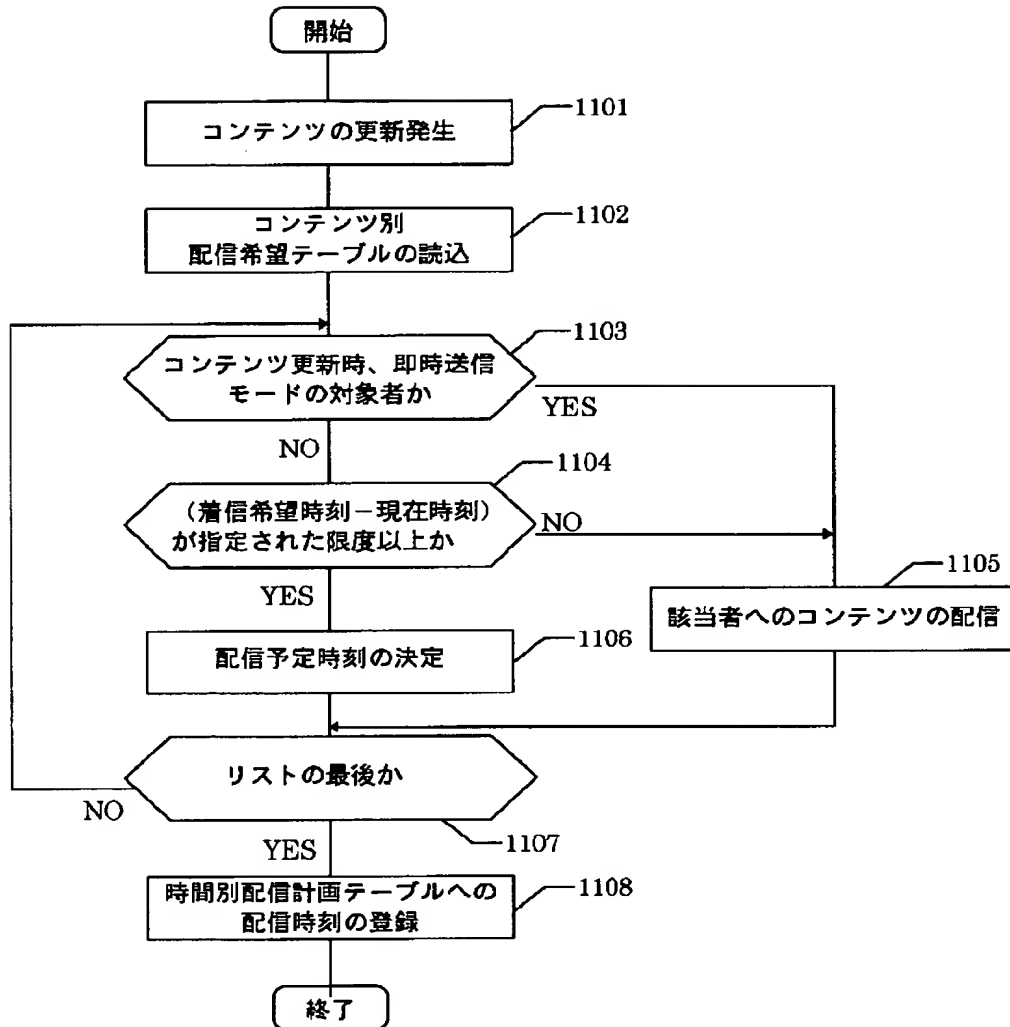 開始
コンテンツの更新発生
1101
コンテンツ別
配信希望テーブルの読込
1102
コンテンツ更新時、即時送信
モードの対象者か
1103
YES
NO
(着信希望時刻－現在時刻)
が指定された限度以上か
1104
NO
YES
該当者へのコンテンツの配信
1105
配信予定時刻の決定
1106
リストの最後か
NO
1107
YES
時間別配信計画テーブルへの
配信時刻の登録
1108
終了